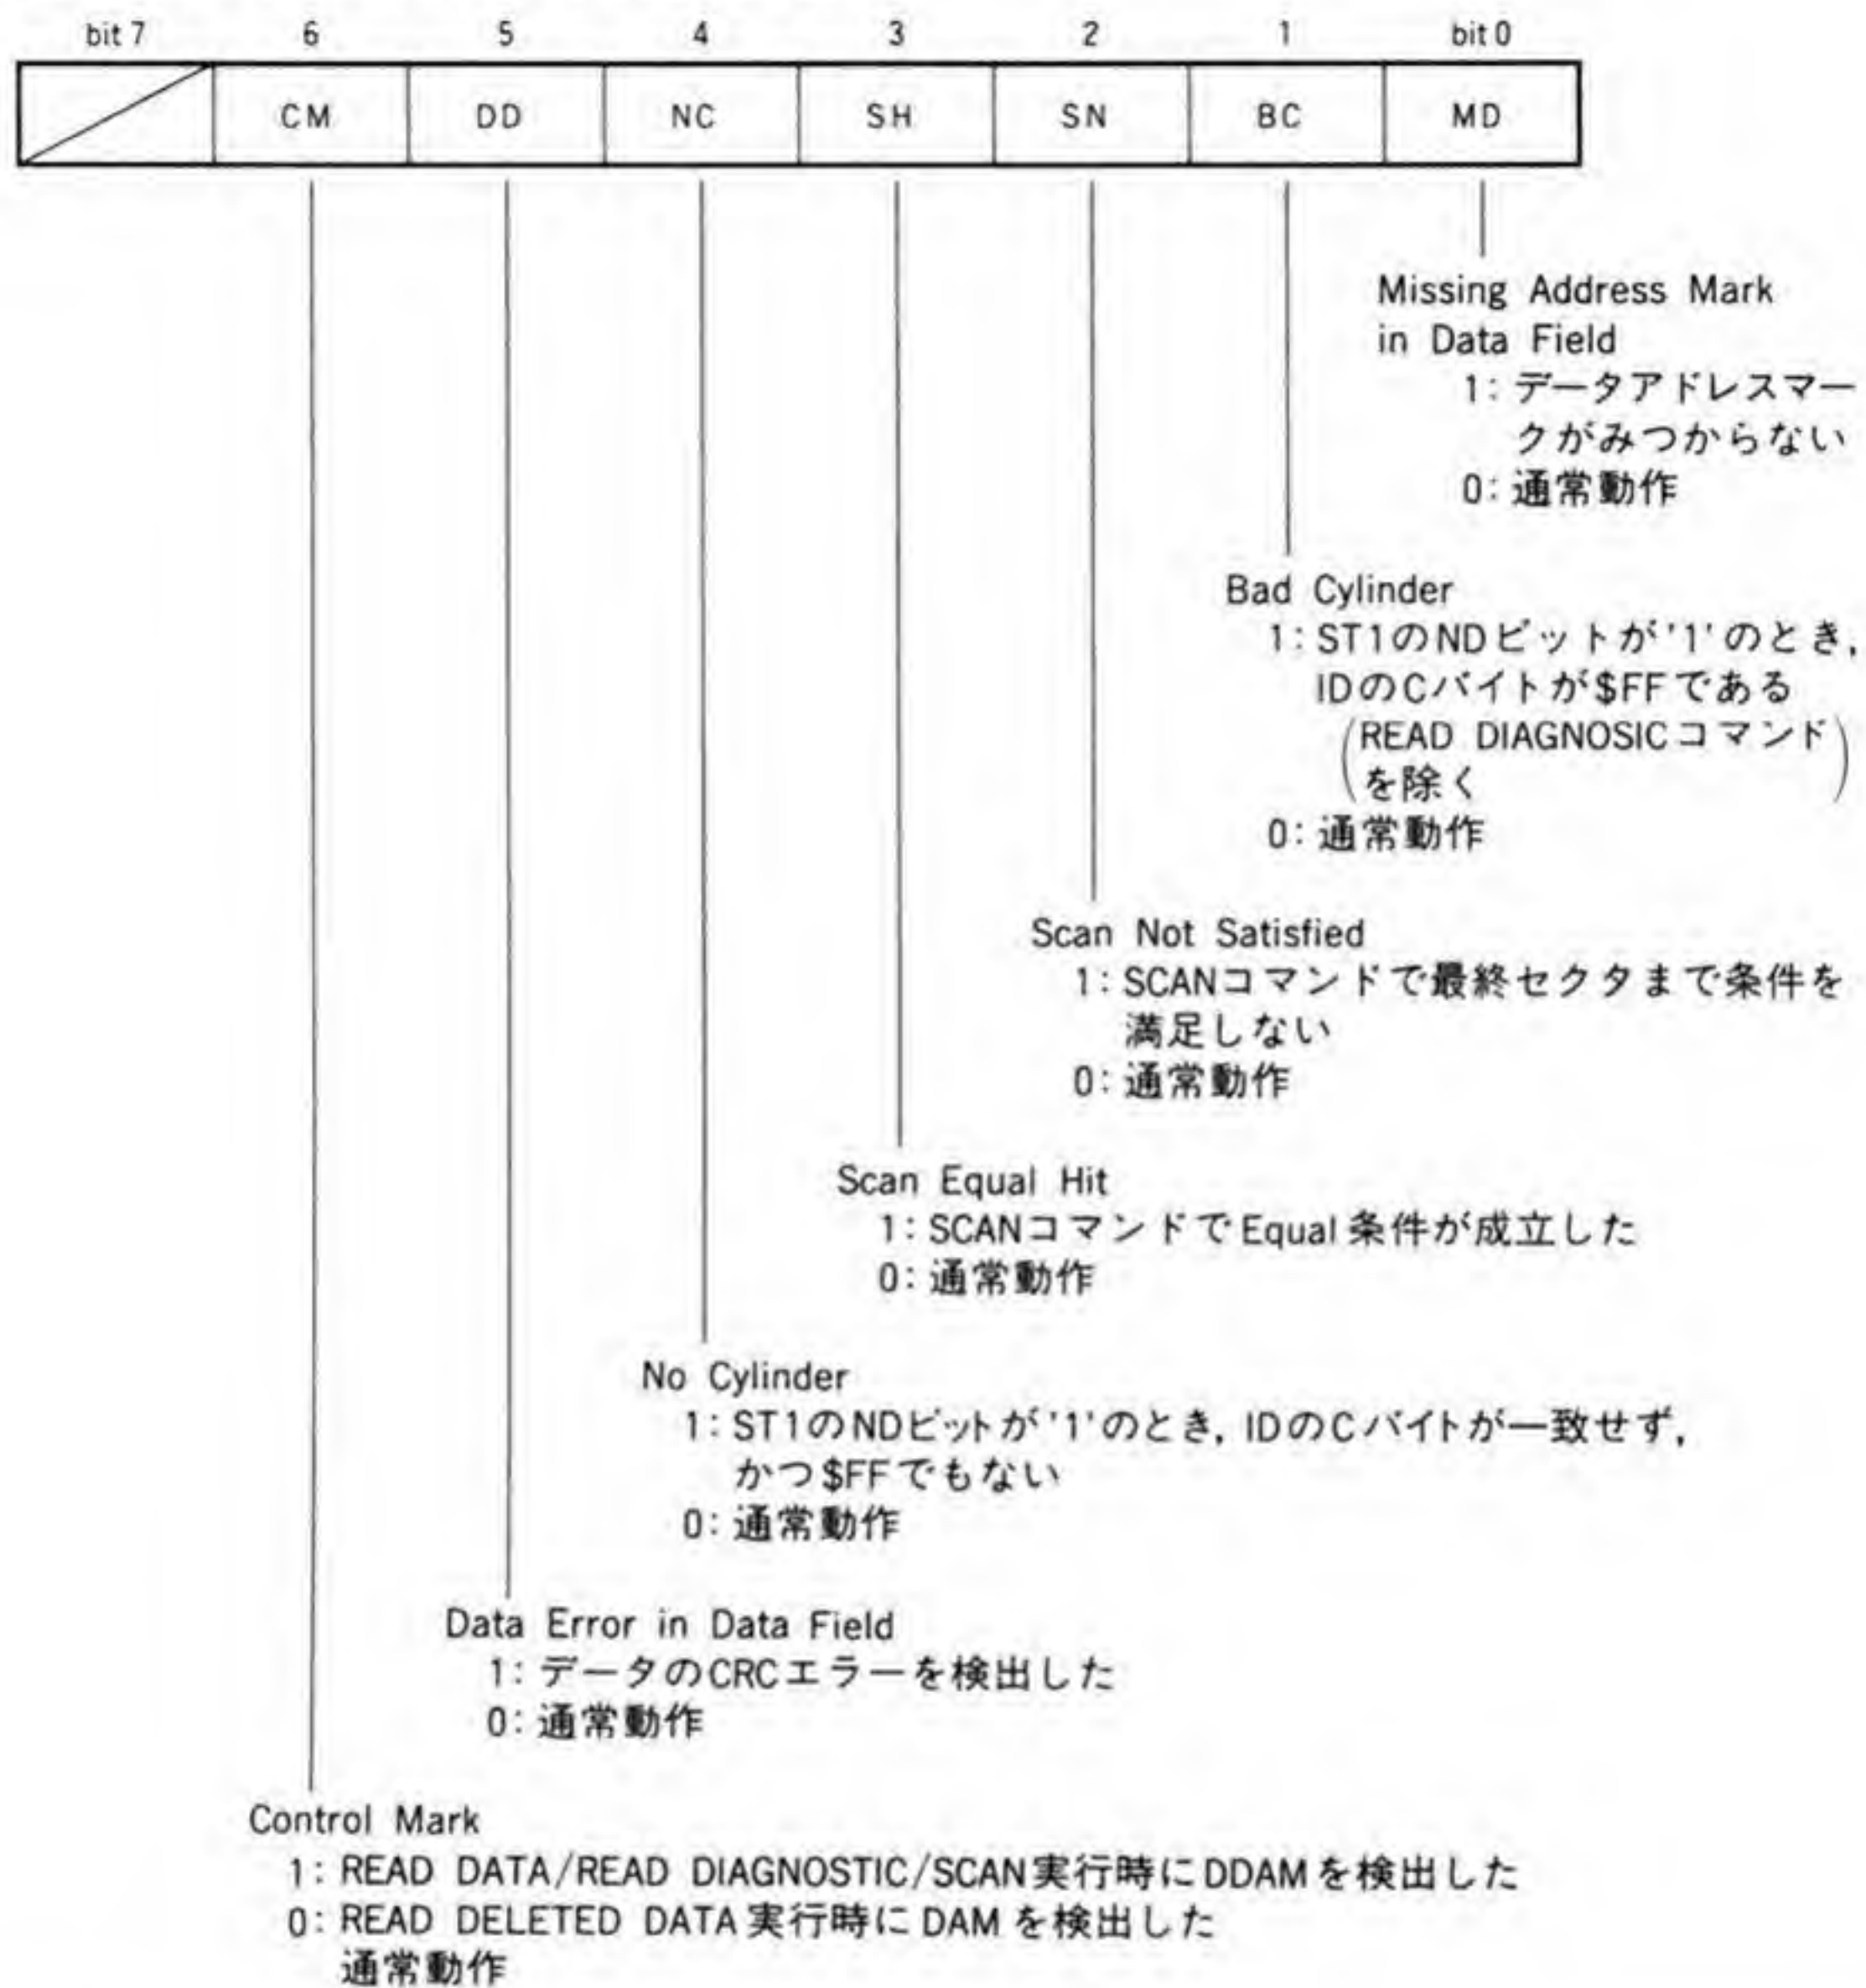 bit 7 6 5 4 3 2 1 bit 0
CM DD NC SH SN BC MD
Missing Address Mark
in Data Field
1: データアドレスマー
クがみつからない
0: 通常動作
Bad Cylinder
1: ST1のNDビットが'1'のとき,
IDのCバイトが$FFである
(READ DIAGNOSICコマンド)
を除く
0: 通常動作
Scan Not Satisfied
1: SCANコマンドで最終セクタまで条件を
満足しない
0: 通常動作
Scan Equal Hit
1: SCANコマンドでEqual条件が成立した
0: 通常動作
No Cylinder
1: ST1のNDビットが'1'のとき, IDのCバイトが一致せず,
かつ$FFでもない
0: 通常動作
Data Error in Data Field
1: データのCRCエラーを検出した
0: 通常動作
Control Mark
1: READ DATA/READ DIAGNOSTIC/SCAN実行時にDDAMを検出した
0: READ DELETED DATA実行時にDAMを検出した
通常動作